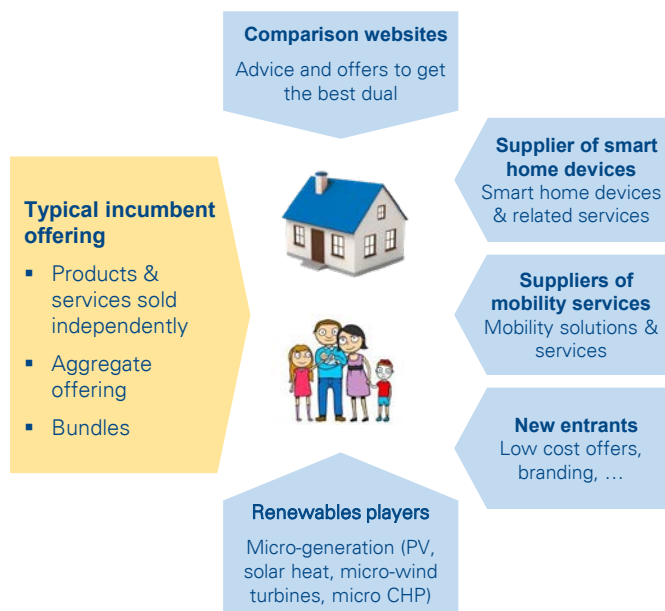 Comparison websites
Advice and offers to get
the best dual
Typical incumbent
offering
▪ Products &
services sold
independently
▪ Aggregate
offering
▪ Bundles
Supplier of smart
home devices
Smart home devices
& related services
Suppliers of
mobility services
Mobility solutions &
services
New entrants
Low cost offers,
branding, …
Renewables players
Micro-generation (PV,
solar heat, micro-wind
turbines, micro CHP)